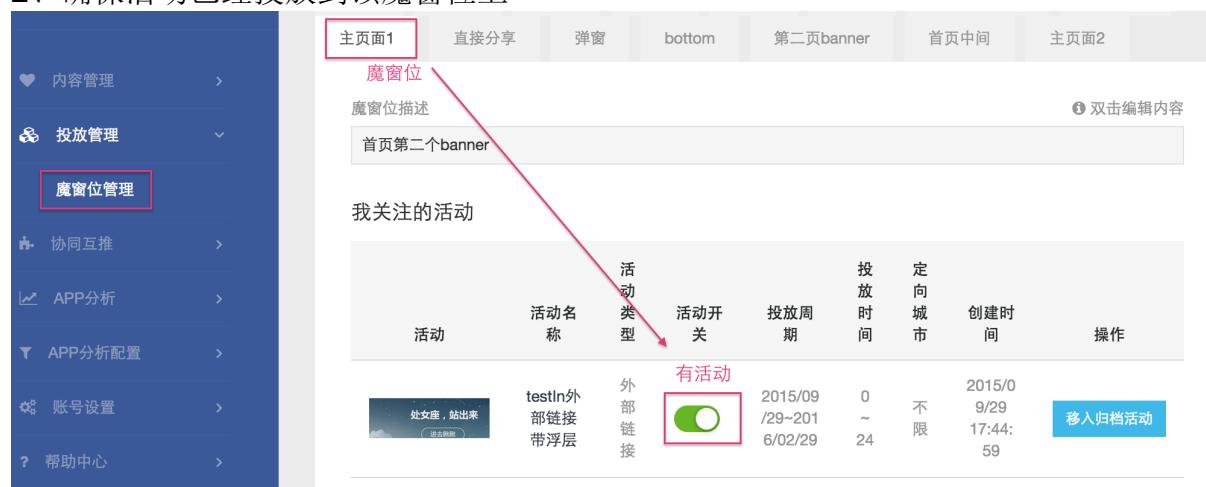 主页面1 直接分享 弹窗 bottom 第二页banner 首页中间 主页面2
魔窗位
内容管理
魔窗位描述 双击编辑内容
投放管理
首页第二个banner
魔窗位管理
我关注的活动
协同互推
APP分析
APP分析配置
账号设置
帮助中心
活动
活动名
称
活
动
类
型
活动开
关
投放周
期
投
放
时
间
定
向
城
市
创建时
间
操作
有活动
处女座，站出来
testIn外
部链接
带浮层
外
部
链
接
2015/09
/29~201
6/02/29
0
~
24
不
限
2015/0
9/29
17:44:
59
移入归档活动